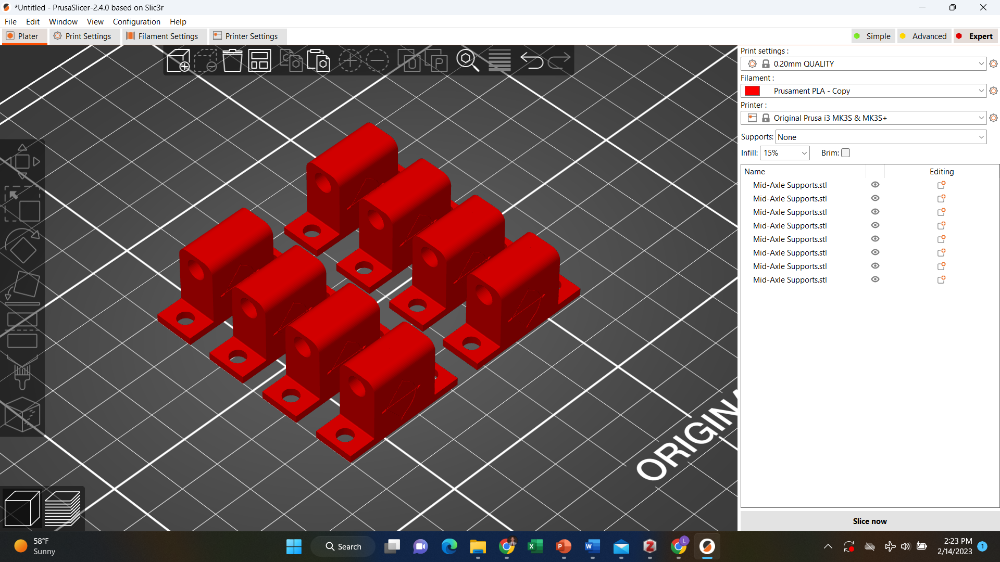 *Untitled - PrusaSlicer-2.4.0 based on Slic3r
File Edit Window View Configuration Help
Plater Print Settings Filament Settings Printer Settings Simple Advanced Expert
Print settings :
0.20mm QUALITY
Filament :
Prusament PLA - Copy
Printer :
Original Prusa i3 MK3S & MK3S+
Supports: None
Infill: 15% Brim:
Name Editing
Mid-Axle Supports.stl
Mid-Axle Supports.stl
Mid-Axle Supports.stl
Mid-Axle Supports.stl
Mid-Axle Supports.stl
Mid-Axle Supports.stl
Mid-Axle Supports.stl
Mid-Axle Supports.stl
ORIGINA
Slice now
58°F
Sunny
Search
L
2:23 PM
2/14/2023
1